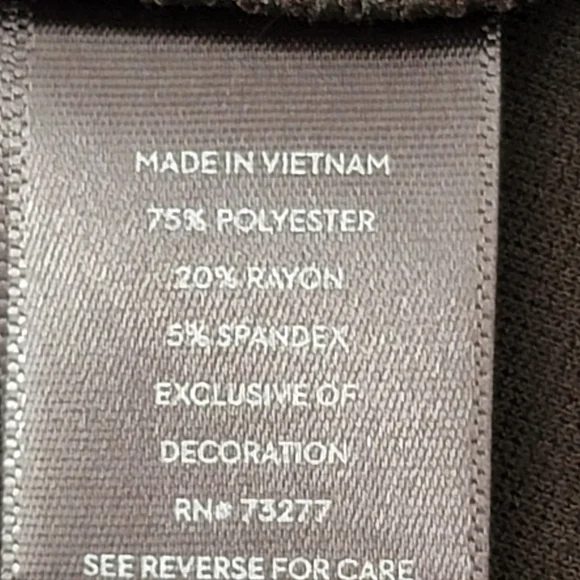 MADE IN VIETNAM
75% POLYESTER
20% RAYON
5% SPANDEX
EXCLUSIVE OF
DECORATION
RN# 73277
SEE REVERSE FOR CARE